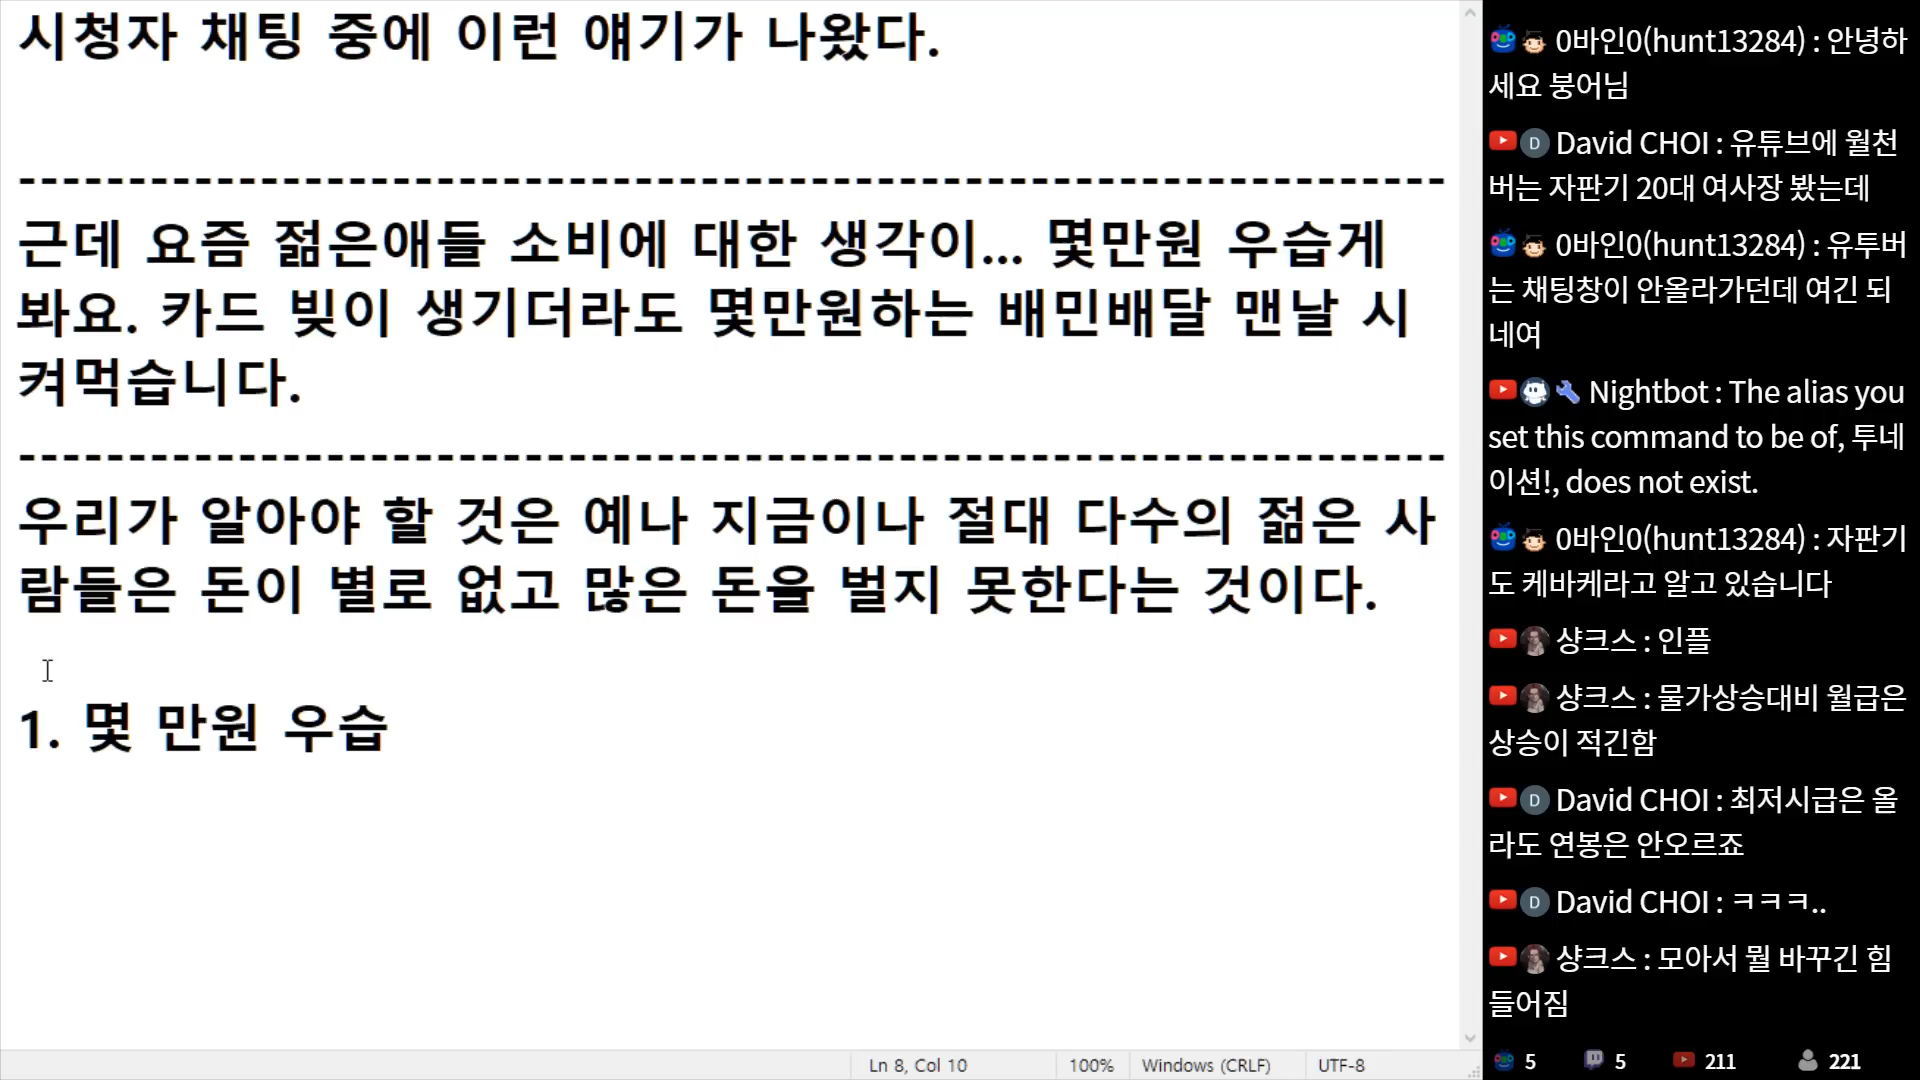 시청자 채팅 중에 이런 얘기가 나왔다.
------------------------------------------------------------------
근데 요즘 젊은애들 소비에 대한 생각이... 몇만원 우습게
봐요. 카드 빚이 생기더라도 몇만원하는 배민배달 맨날 시
켜먹습니다.
------------------------------------------------------------------
우리가 알아야 할 것은 예나 지금이나 절대 다수의 젊은 사
람들은 돈이 별로 없고 많은 돈을 벌지 못한다는 것이다.
1. 몇 만원 우습
Ln 8, Col 10
100%
Windows (CRLF)
UTF-8
0바인0(hunt13284) : 안녕하
세요 붕어님
D David CHOI : 유튜브에 월천
버는 자판기 20대 여사장 봤는데
0바인0(hunt13284) : 유투버
는 채팅창이 안올라가던데 여긴 되
네여
Nightbot : The alias you
set this command to be of, 투네
이션!, does not exist.
0바인0(hunt13284) : 자판기
도 케바케라고 알고 있습니다
샹크스 : 인플
샹크스 : 물가상승대비 월급은
상승이 적긴함
D David CHOI : 최저시급은 올
라도 연봉은 안오르죠
D David CHOI : ㅋㅋㅋ..
샹크스 : 모아서 뭘 바꾸긴 힘
들어짐
5 5 211 221